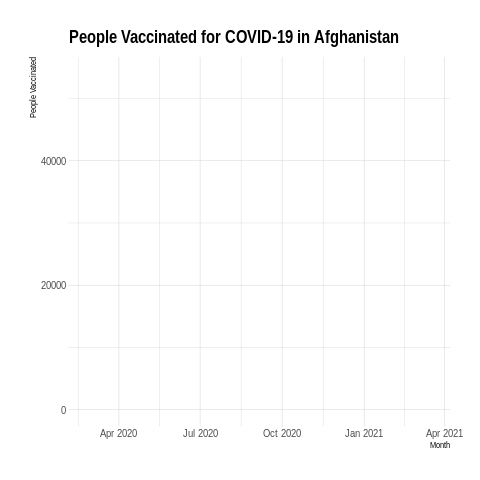 People Vaccinated for COVID-19 in Afghanistan
People Vaccinated
40000
20000
0
Apr 2020 Jul 2020 Oct 2020 Jan 2021 Apr 2021
Month